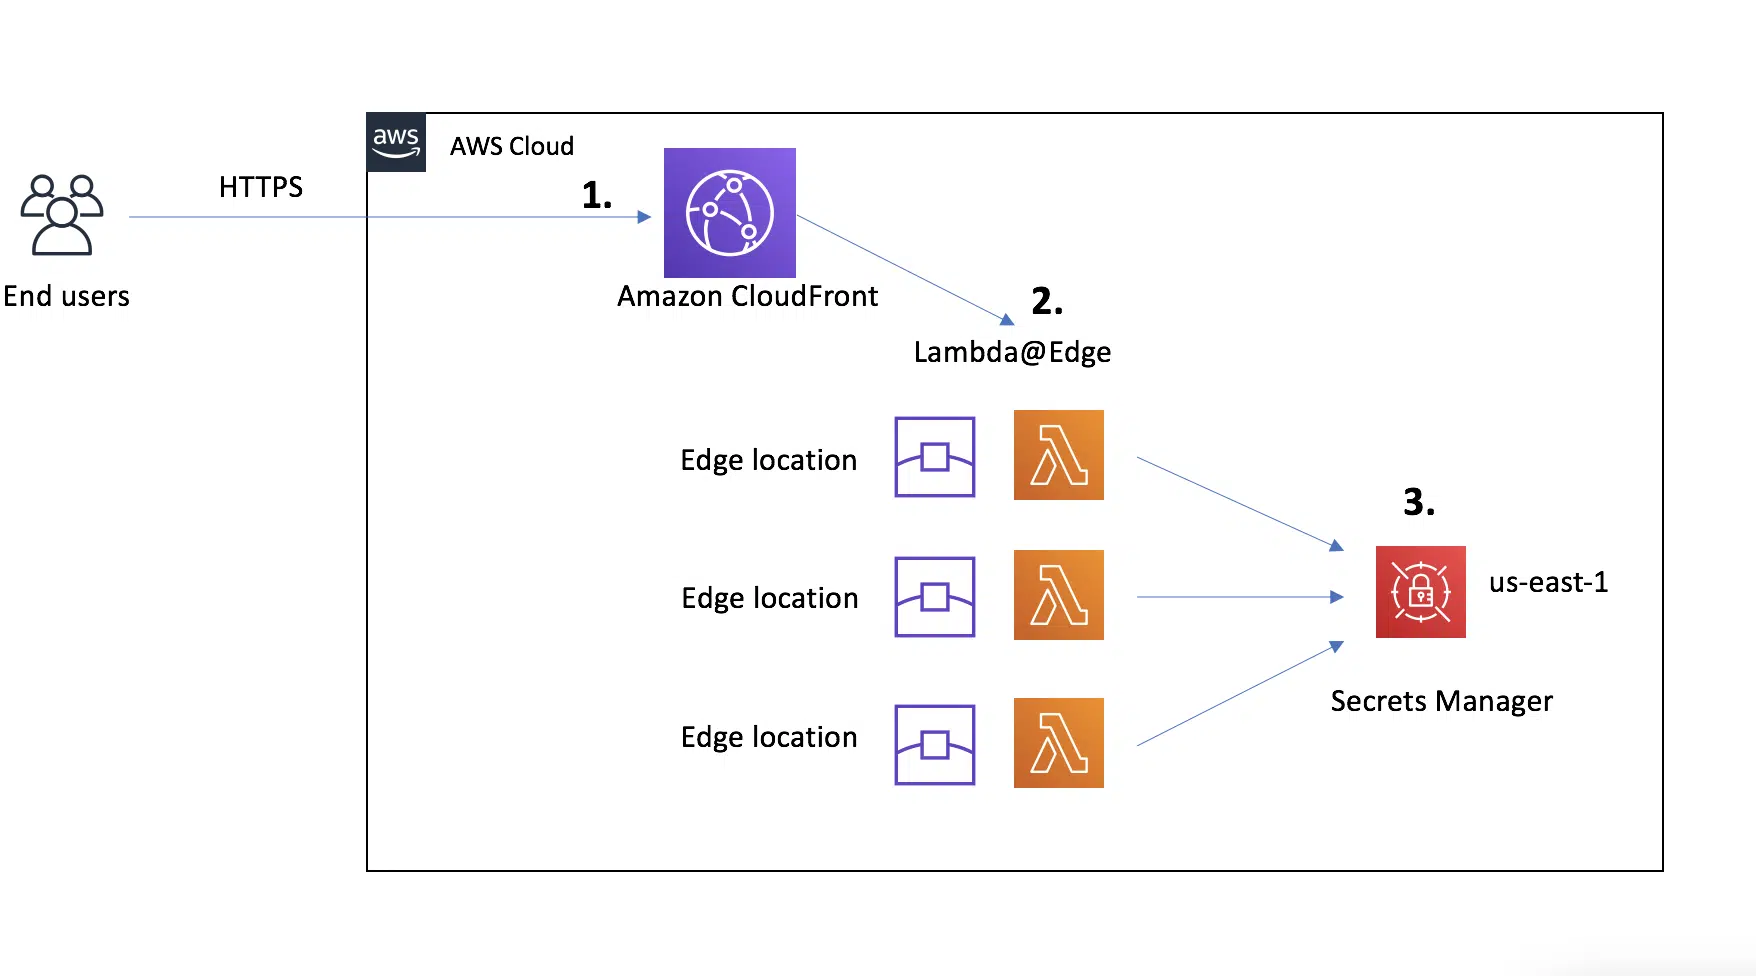 aws
AWS Cloud
HTTPS
1.
End users
Amazon CloudFront
2.
Lambda@Edge
Edge location
3.
us-east-1
Edge location
Secrets Manager
Edge location